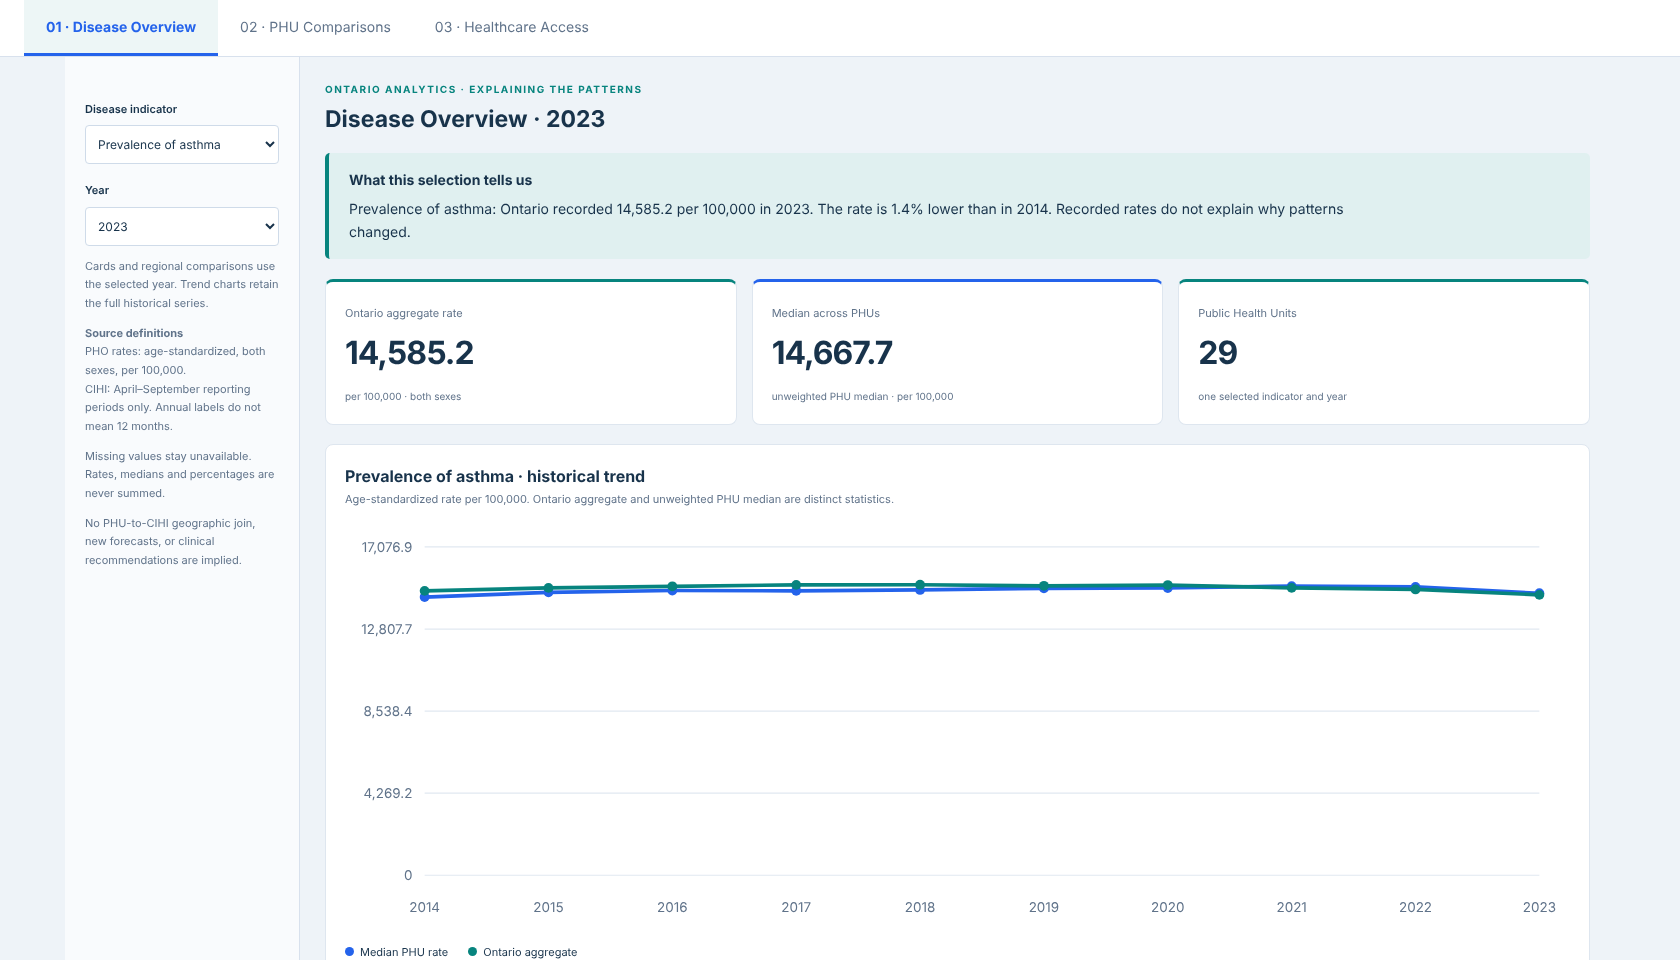 01 · Disease Overview
02 · PHU Comparisons
03 · Healthcare Access
Disease indicator
Prevalence of asthma
Year
2023
Cards and regional comparisons use
the selected year. Trend charts retain
the full historical series.
Source definitions
PHO rates: age-standardized, both
sexes, per 100,000.
CIHI: April–September reporting
periods only. Annual labels do not
mean 12 months.
Missing values stay unavailable.
Rates, medians and percentages are
never summed.
No PHU-to-CIHI geographic join,
new forecasts, or clinical
recommendations are implied.
ONTARIO ANALYTICS · EXPLAINING THE PATTERNS
Disease Overview · 2023
What this selection tells us
Prevalence of asthma: Ontario recorded 14,585.2 per 100,000 in 2023. The rate is 1.4% lower than in 2014. Recorded rates do not explain why patterns
changed.
Ontario aggregate rate
14,585.2
per 100,000 · both sexes
Median across PHUs
14,667.7
unweighted PHU median · per 100,000
Public Health Units
29
one selected indicator and year
Prevalence of asthma · historical trend
Age-standardized rate per 100,000. Ontario aggregate and unweighted PHU median are distinct statistics.
17,076.9
12,807.7
8,538.4
4,269.2
0
2014 2015 2016 2017 2018 2019 2020 2021 2022 2023
Median PHU rate
Ontario aggregate